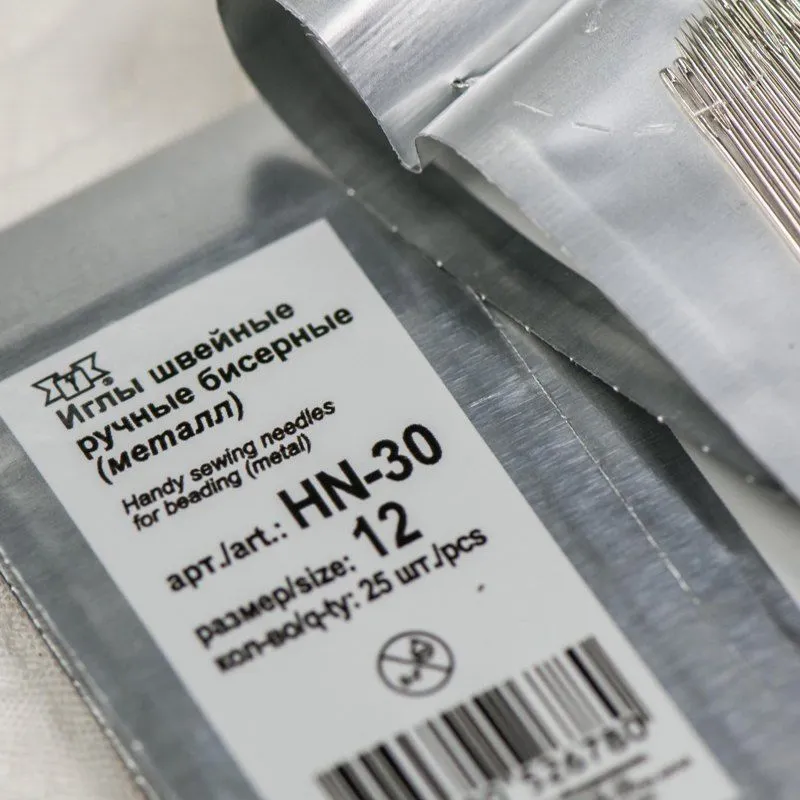 Иглы швейные
ручные бисерные
(металл)
Handy sewing needles
for beading (metal)
арт./art.: HN-30
размер/size: 12
кол-во/q-ty: 25 шт./pcs
526780